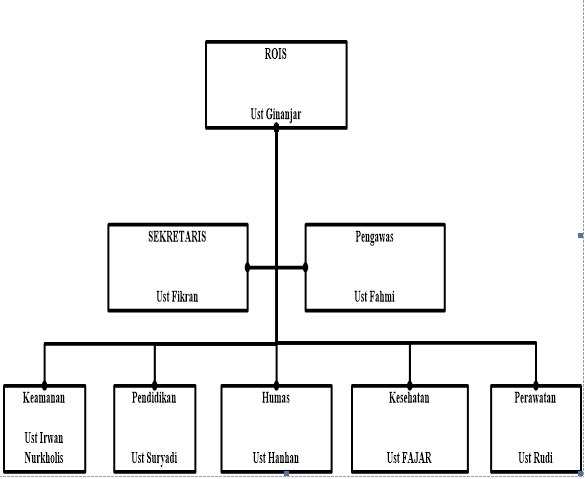 ROIS
Ust Ginanjar
SEKRETARIS
Ust Fikran
Pengawas
Ust Fahmi
Keamanan
Ust Irwan
Nurkholis
Pendidikan
Ust Suryadi
Humas
Ust Hanhan
Kesehatan
Ust FAJAR
Perawatan
Ust Rudi